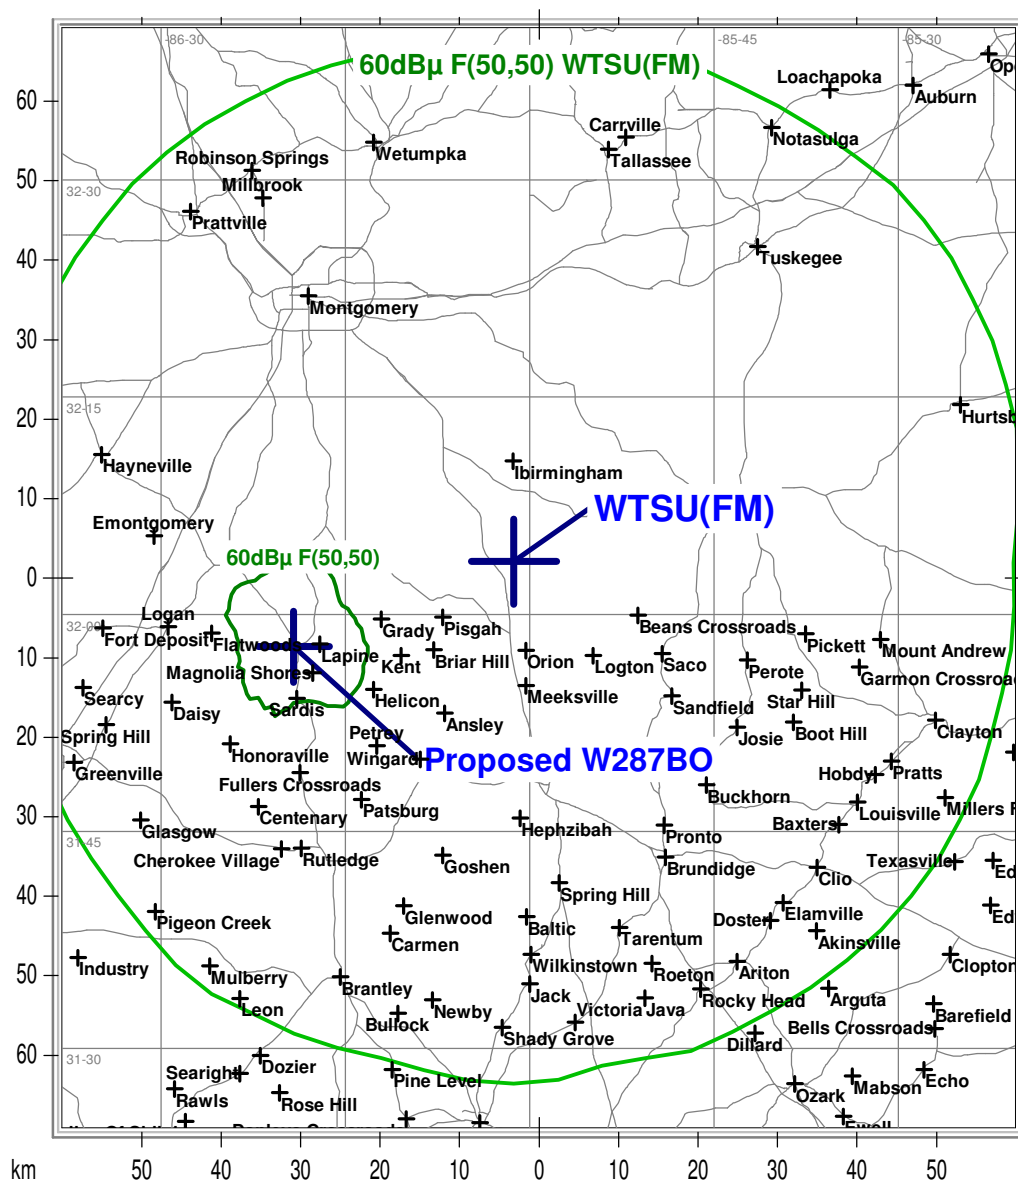 -86-30
-85-45
-85-30
60dBµ F(50,50) WTSU(FM)
Loachapoka
Auburn
60
Carrville
Notasulga
Wetumpka
Tallassee
Robinson Springs
Millbrook
50
32-30
Prattville
40
Tuskegee
Montgomery
30
32-15
20
Hayneville
Ibirmingham
10
WTSU(FM)
Emontgomery
60dBµ F(50,50)
0
Logan
Fort Deposit
Flatwoods
Lapine
Grady
Pisgah
Beans Crossroads
Pickett
Mount Andrew
10
Magnolia Shores
Kent
Briar Hill
Orion
Logton
Saco
Perote
Searcy
Daisy
Sardis
Helicon
Meeksville
Sandfield
Star Hill
Ansley
Spring Hill
Petrey
Josie
Boot Hill
Clayton
20
Honoraville
Wingard
Proposed W287BO
Greenville
Fullers Crossroads
Hobdy
Pratts
Buckhorn
Centenary
Patsburg
Louisville
30
Glasgow
Hephzibah
Pronto
Baxters
31-45
Cherokee Village
Rutledge
Goshen
Brundidge
Clio
Texasville
40
Spring Hill
Pigeon Creek
Glenwood
Baltic
Doster
Elamville
Carmen
Tarentum
Akinsville
Industry
Mulberry
Wilkinstown
Roeton
Ariton
Clopton
50
Brantley
Jack
Rocky Head
Arguta
Leon
Bullock
Newby
Victoria
Java
Barefield
Shady Grove
Dillard
Bells Crossroads
60
31-30
Dozier
Searight
Pine Level
Echo
Rawls
Rose Hill
Ozark
Mabson
km
50
40
30
20
10
0
10
20
30
40
50